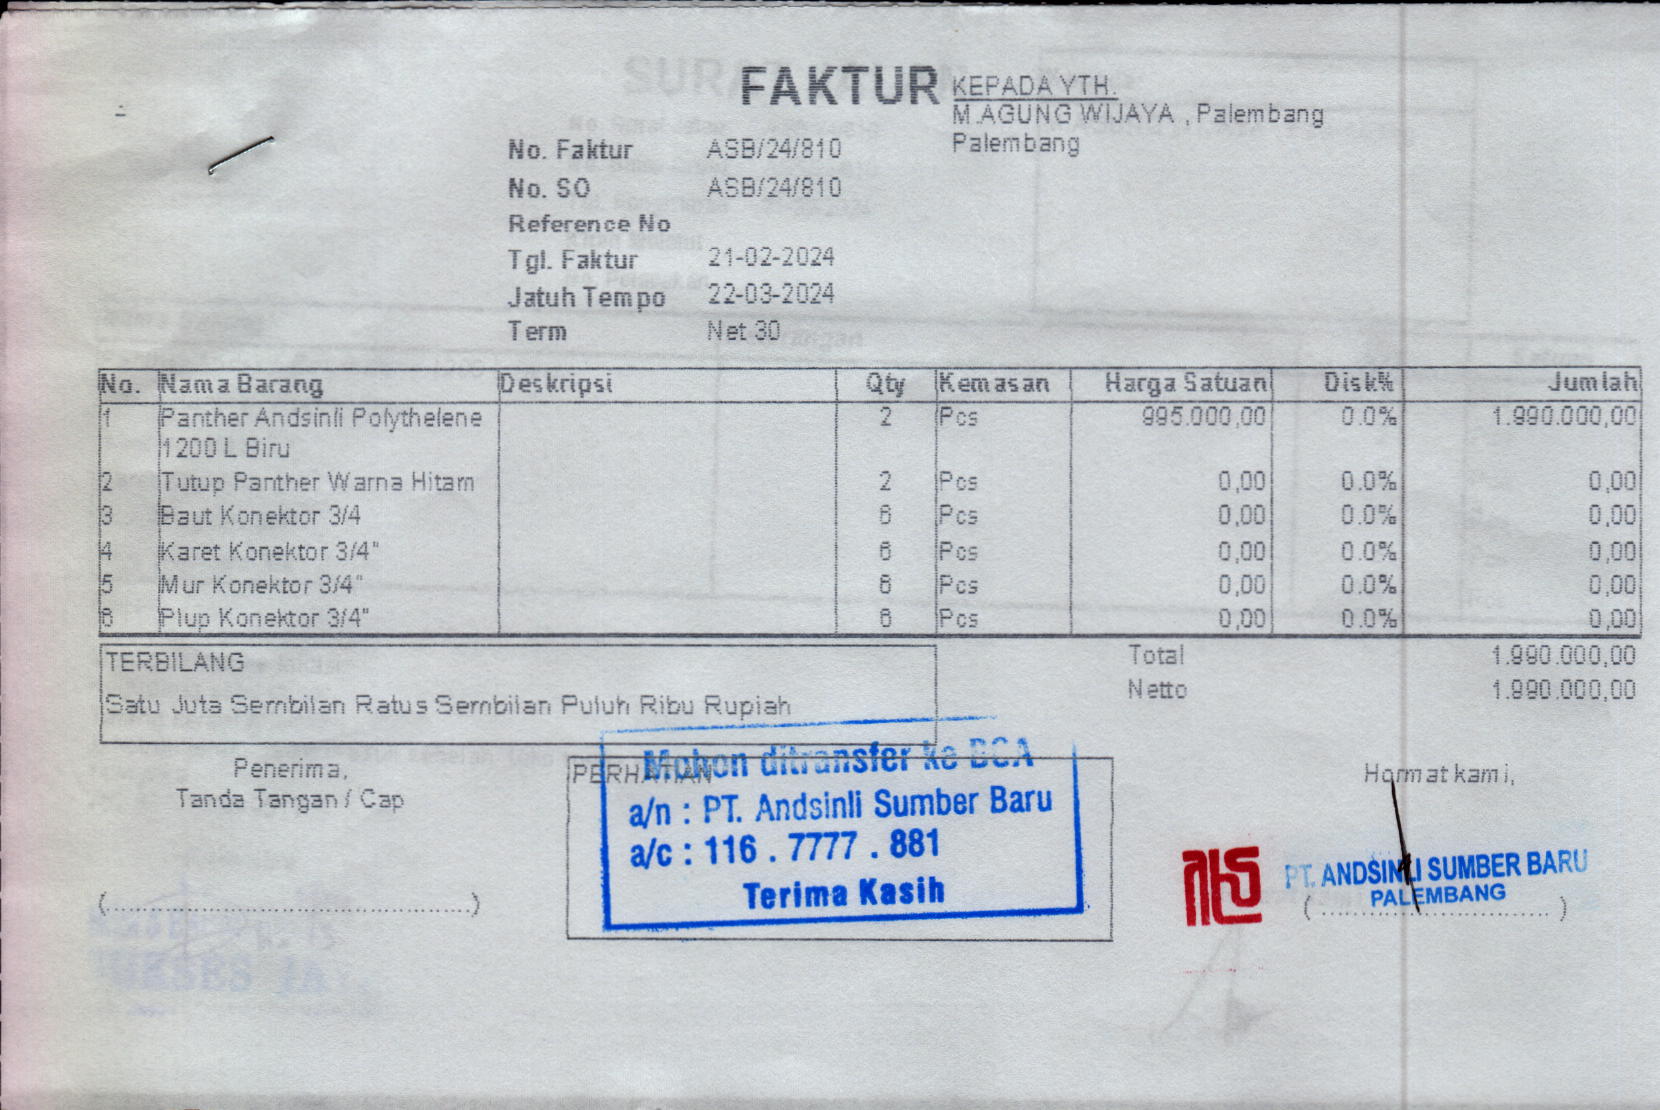 FAKTUR
KEPADA YTH.
M.AGUNG WIJAYA , Palembang
Palembang
No. Faktur ASB/24/810
No. SO ASB/24/810
Reference No
Tgl. Faktur 21-02-2024
Jatuh Tempo 22-03-2024
Term Net 30
No. Nama Barang Deskripsi Qty Kemasan Harga Satuan Disk% Jumlah
1 Panther Andsinli Polythelene 2 Pcs 995.000,00 0.0% 1.990.000,00
1200 L Biru
2 Tutup Panther Warna Hitam 2 Pcs 0,00 0.0% 0,00
3 Baut Konektor 3/4 6 Pcs 0,00 0.0% 0,00
4 Karet Konektor 3/4" 6 Pcs 0,00 0.0% 0,00
5 Mur Konektor 3/4" 6 Pcs 0,00 0.0% 0,00
6 Plup Konektor 3/4" 6 Pcs 0,00 0.0% 0,00
TERBILANG
Satu Juta Sembilan Ratus Sembilan Puluh Ribu Rupiah
Total 1.990.000,00
Netto 1.990.000,00
Penerima,
Tanda Tangan / Cap
(..............................)
PERHATIAN
Mohon ditransfer ke BCA
a/n : PT. Andsinli Sumber Baru
a/c : 116 . 7777 . 881
Terima Kasih
Hormat kami,
PT. ANDSINLI SUMBER BARU
PALEMBANG
(..............................)